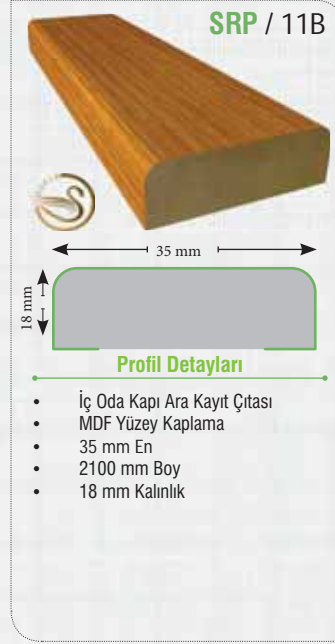 SRP / 11B
35 mm
18 mm
Profil Detayları
• İç Oda Kapı Ara Kayıt Çıtası
• MDF Yüzey Kaplama
• 35 mm En
• 2100 mm Boy
• 18 mm Kalınlık